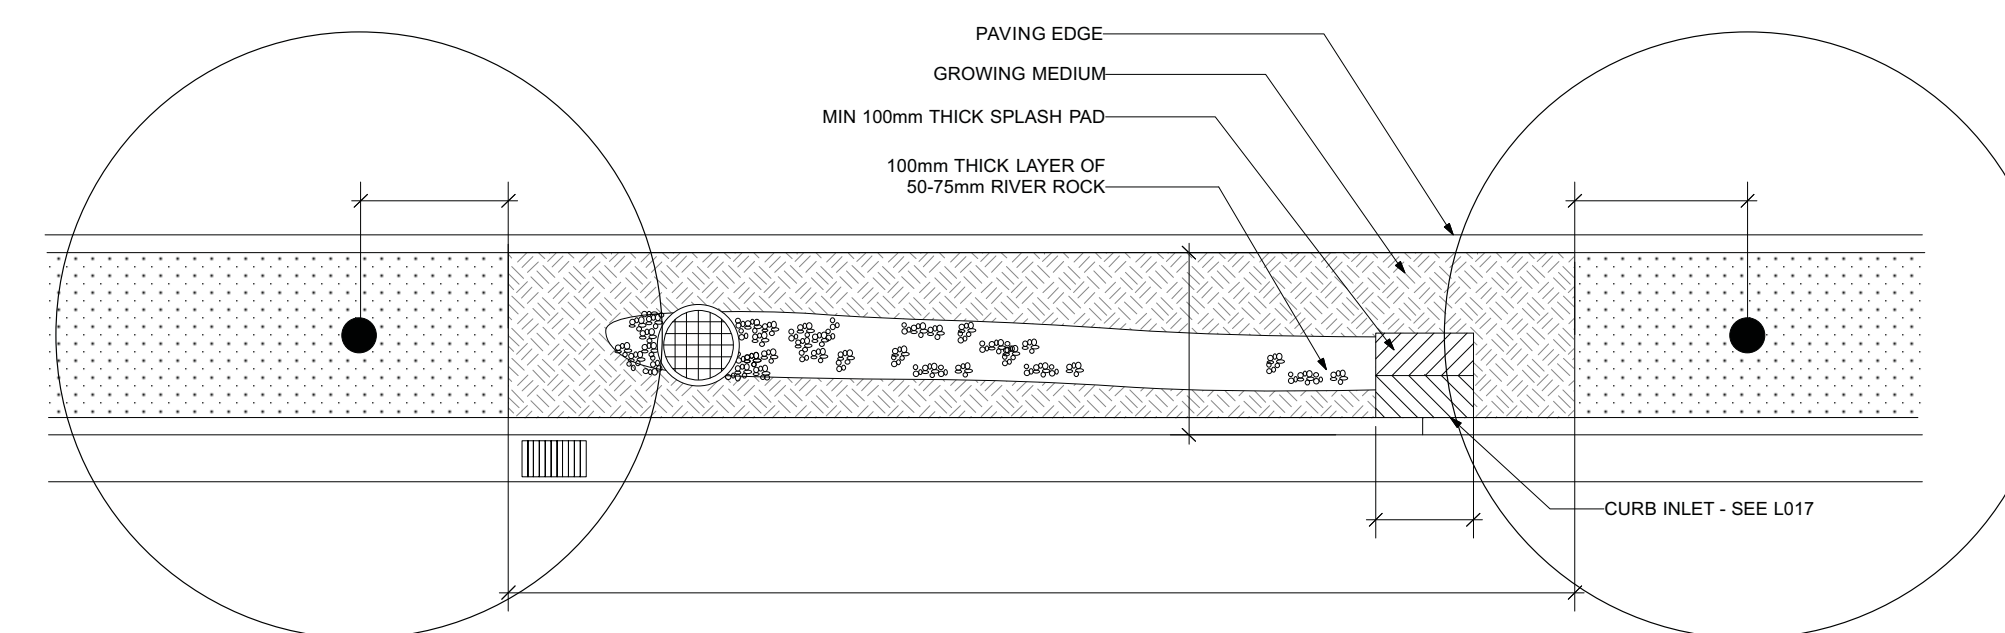 PAVING EDGE
GROWING MEDIUM
MIN 100mm THICK SPLASH PAD
100mm THICK LAYER OF
50-75mm RIVER ROCK
CURB INLET - SEE L017